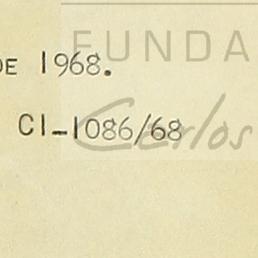 FUNDA
DE 1968.
CI-1086/68
Carlos